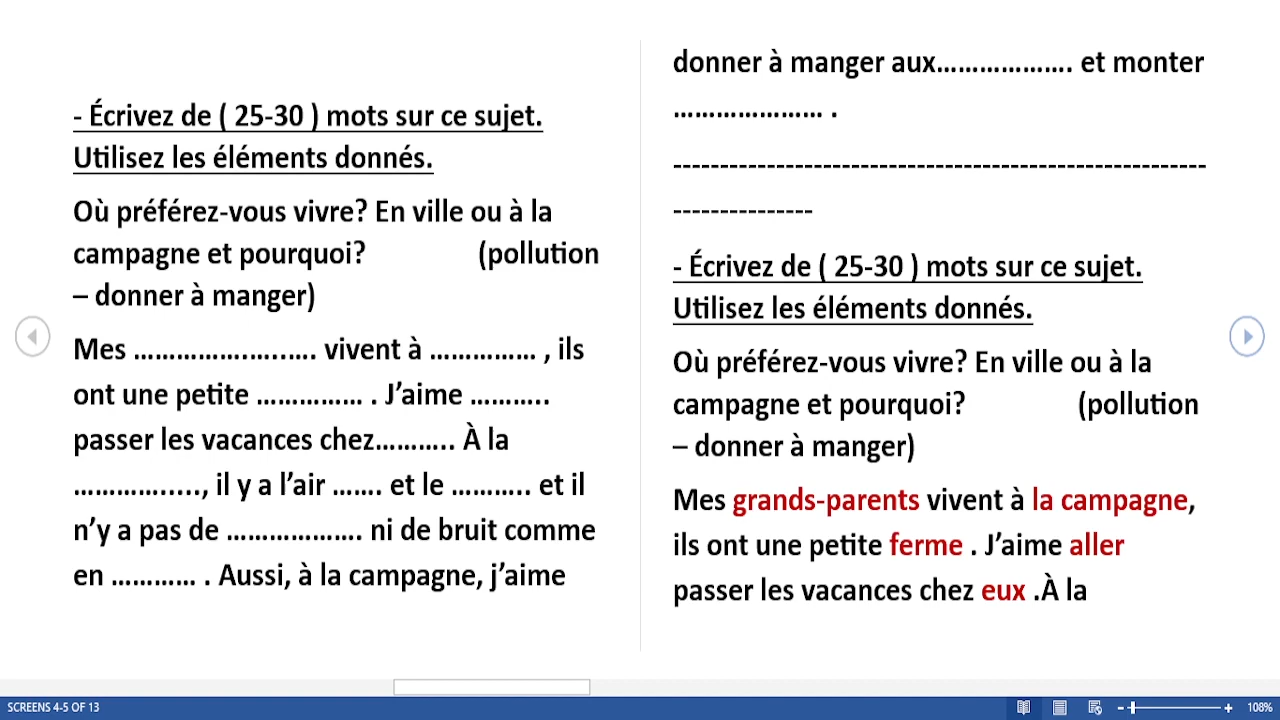 - Écrivez de ( 25-30 ) mots sur ce sujet.
Utilisez les éléments donnés.
Où préférez-vous vivre? En ville ou à la
campagne et pourquoi? (pollution
– donner à manger)
Mes ………………..…. vivent à …………… , ils
ont une petite …………… . J’aime ………..
passer les vacances chez……….. À la
…………....., il y a l’air ……. et le ……….. et il
n’y a pas de ………………. ni de bruit comme
en ………… . Aussi, à la campagne, j’aime
donner à manger aux………………. et monter
………………… .
---------------------------------------------------------
---------------
- Écrivez de ( 25-30 ) mots sur ce sujet.
Utilisez les éléments donnés.
Où préférez-vous vivre? En ville ou à la
campagne et pourquoi? (pollution
– donner à manger)
Mes grands-parents vivent à la campagne,
ils ont une petite ferme . J’aime aller
passer les vacances chez eux .À la
SCREENS 4-5 OF 13
108%